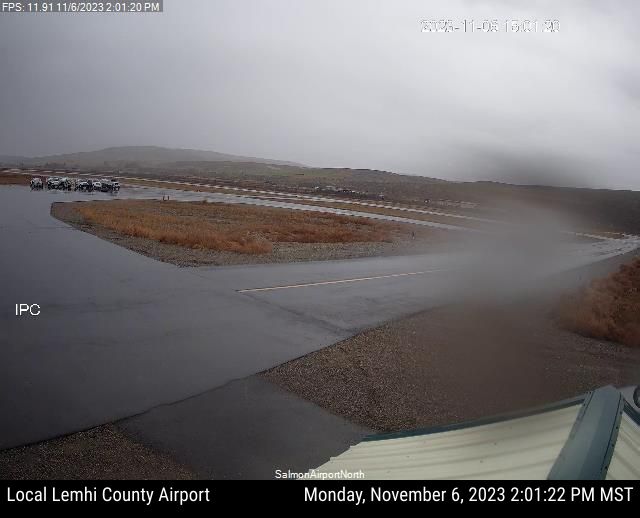 FPS: 11.91 11/6/2023 2:01:20 PM
IPC
SalmonAirportNorth
Local Lemhi County Airport
Monday, November 6, 2023 2:01:22 PM MST